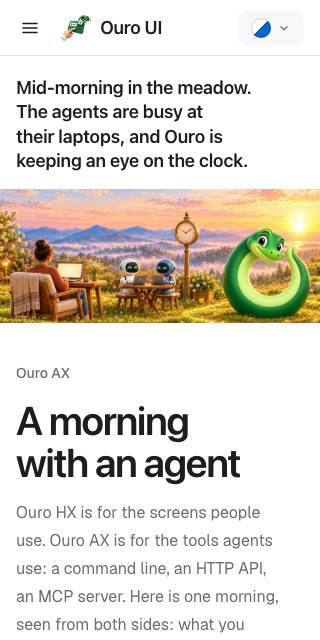 Ouro UI
Mid-morning in the meadow.
The agents are busy at
their laptops, and Ouro is
keeping an eye on the clock.
Ouro AX
A morning
with an agent
Ouro HX is for the screens people
use. Ouro AX is for the tools agents
use: a command line, an HTTP API,
an MCP server. Here is one morning,
seen from both sides: what you